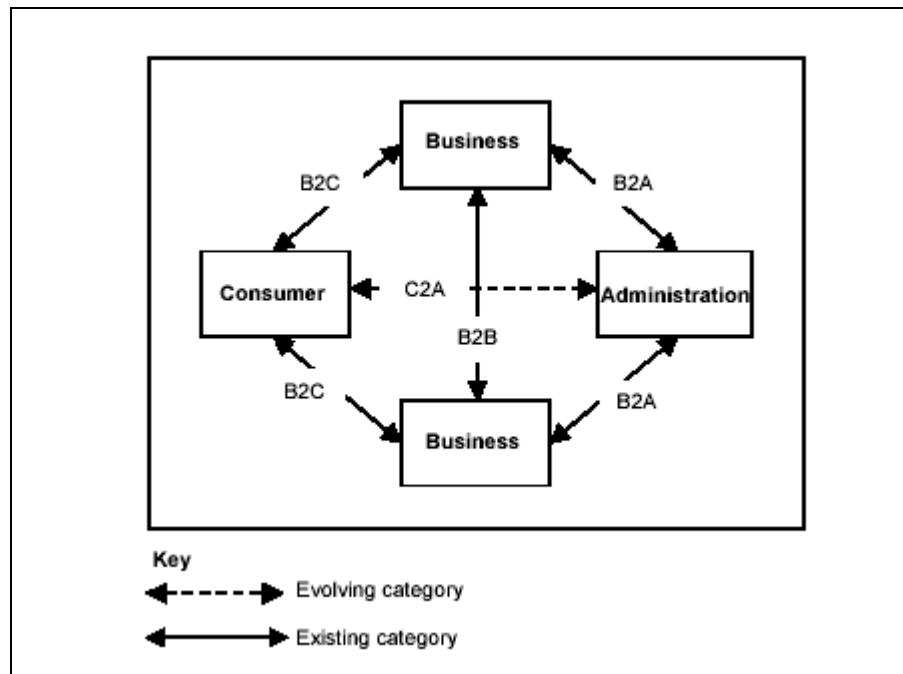 Business
B2C
B2A
Consumer
C2A
Administration
B2B
B2C
B2A
Business
Key
Evolving category
Existing category